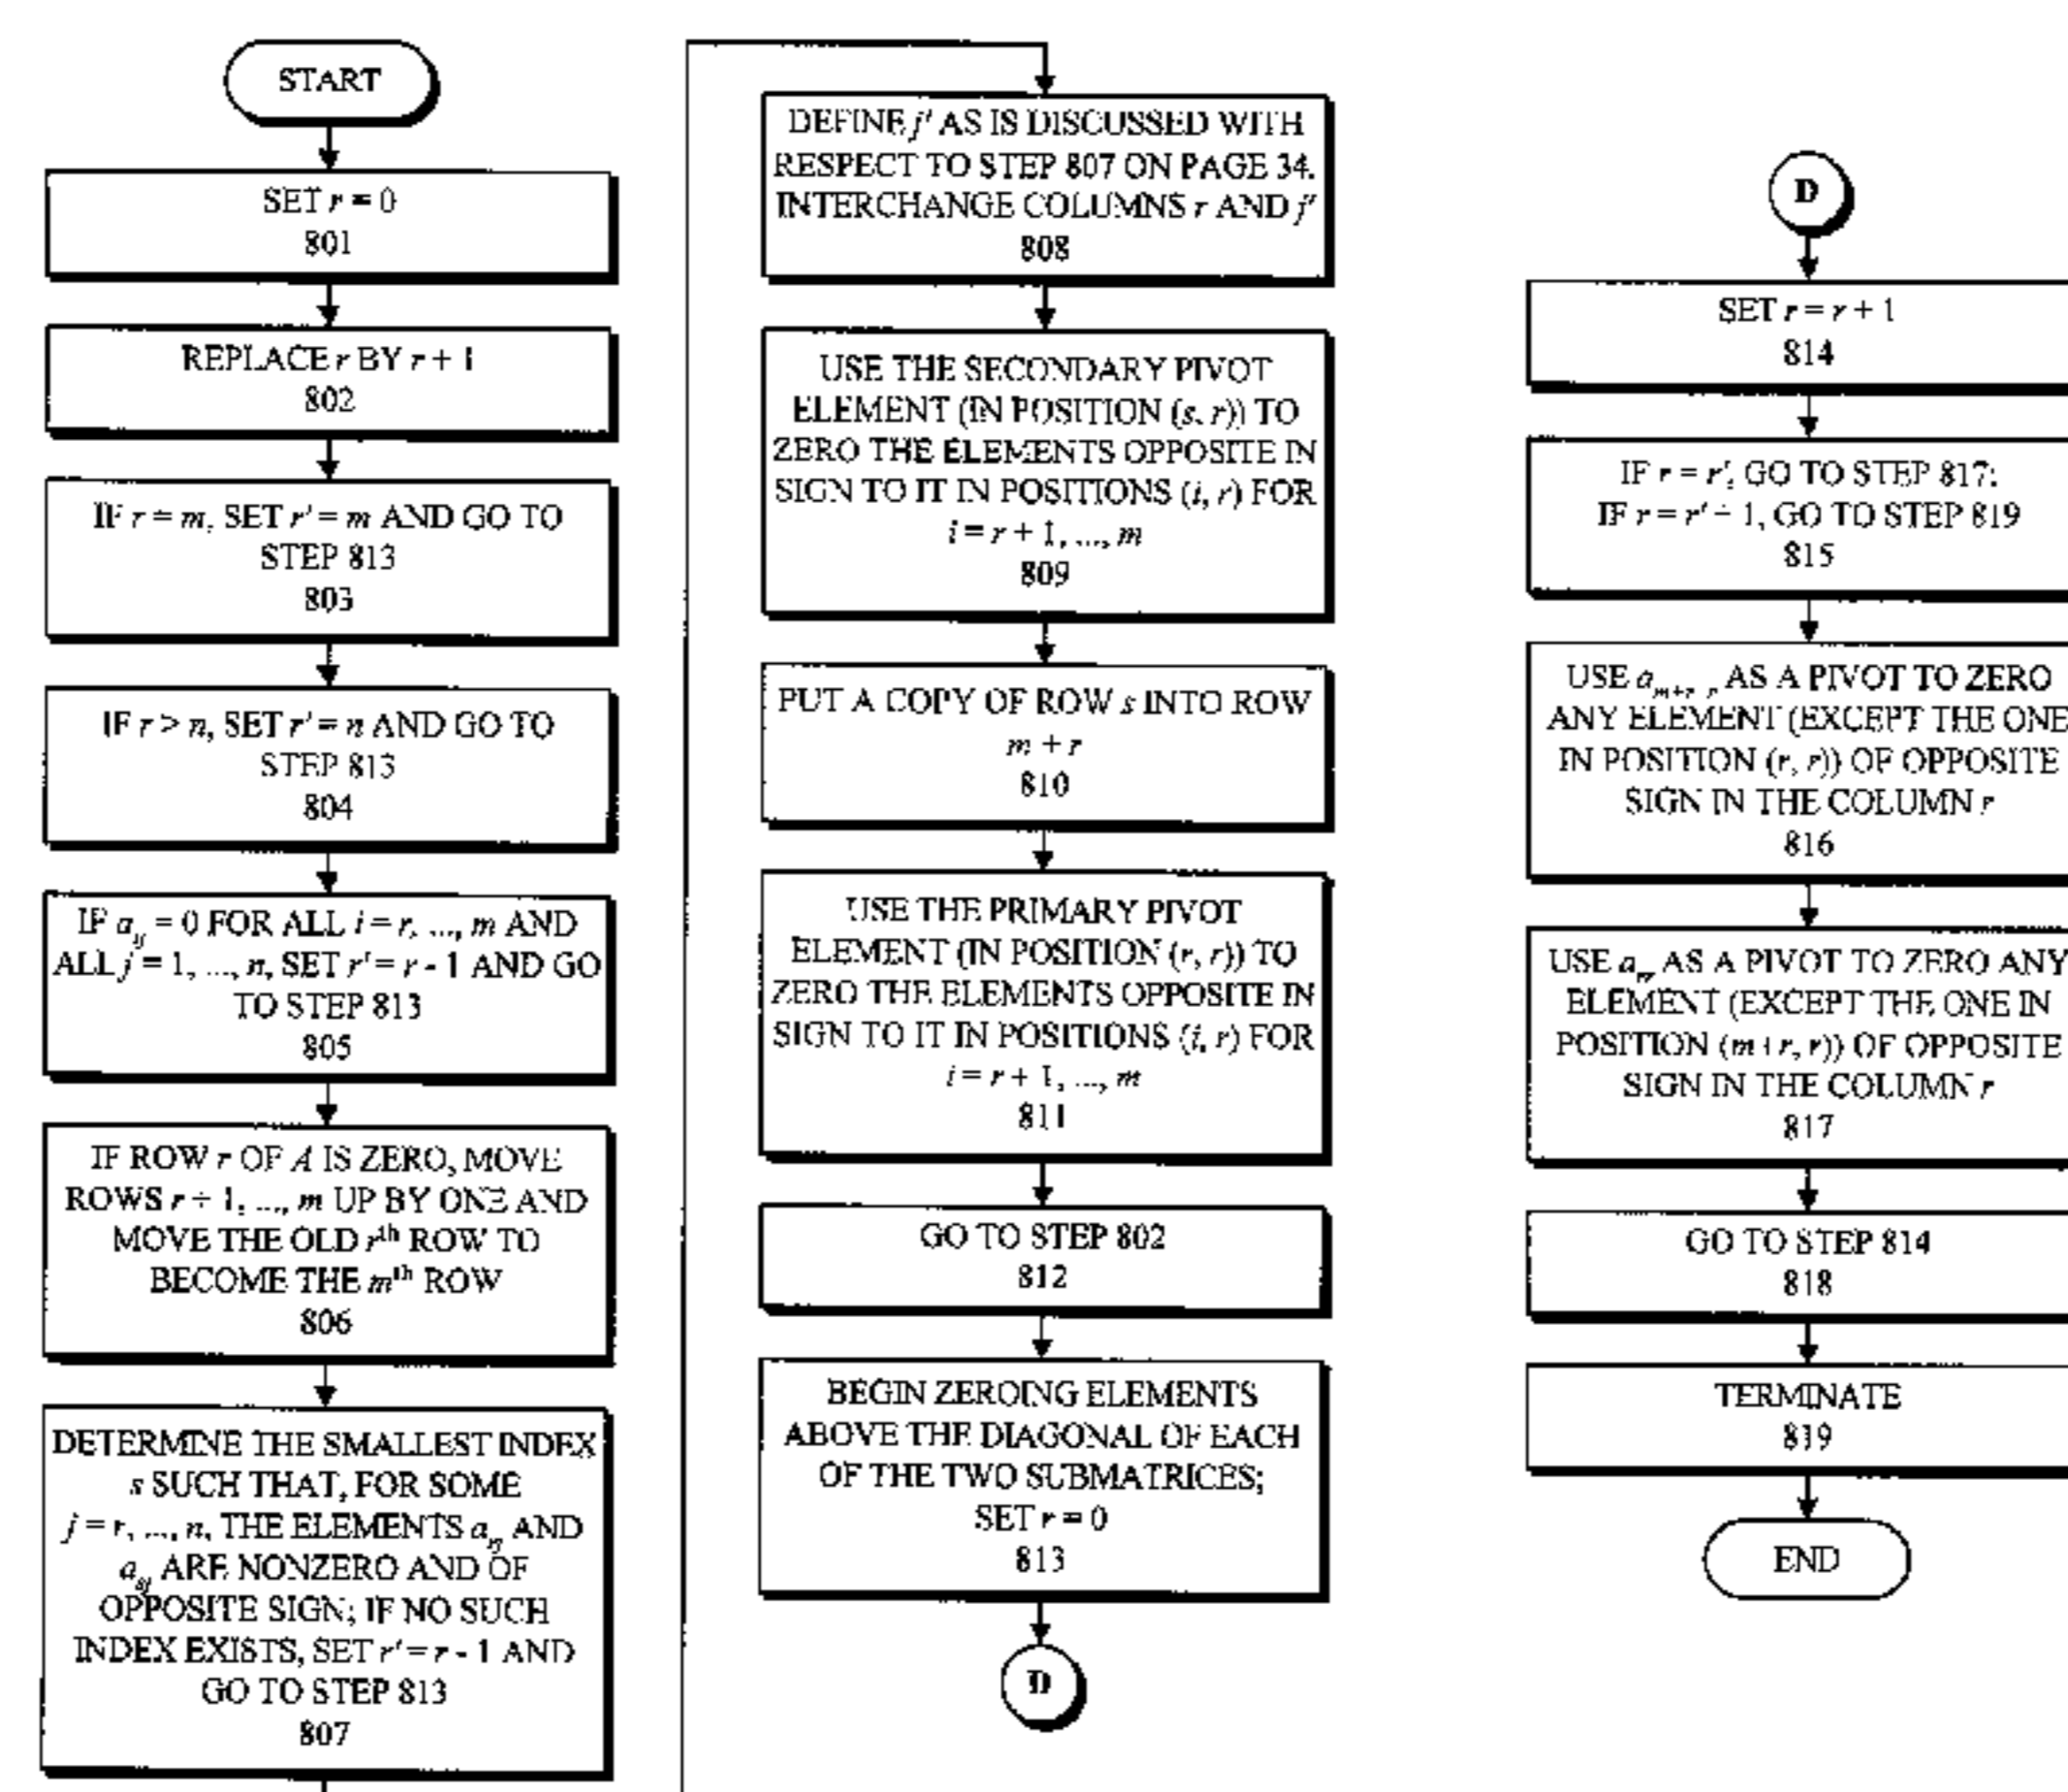 START
SET r = 0
801
REPLACE r BY r + 1
802
IF r = m, SET r' = m AND GO TO
STEP 813
803
IF r > n, SET r' = n AND GO TO
STEP 813
804
IF a_ij = 0 FOR ALL i = r, ..., m AND
ALL j = 1, ..., n, SET r' = r - 1 AND GO
TO STEP 813
805
IF ROW r OF A IS ZERO, MOVE
ROWS r + 1, ..., m UP BY ONE AND
MOVE THE OLD rth ROW TO
BECOME THE mth ROW
806
DETERMINE THE SMALLEST INDEX
s SUCH THAT, FOR SOME
j = r, ..., n, THE ELEMENTS a_rj AND
a_sj ARE NONZERO AND OF
OPPOSITE SIGN; IF NO SUCH
INDEX EXISTS, SET r' = r - 1 AND
GO TO STEP 813
807
DEFINE j' AS IS DISCUSSED WITH
RESPECT TO STEP 807 ON PAGE 34.
INTERCHANGE COLUMNS r AND j'
808
USE THE SECONDARY PIVOT
ELEMENT (IN POSITION (s, r)) TO
ZERO THE ELEMENTS OPPOSITE IN
SIGN TO IT IN POSITIONS (i, r) FOR
i = r + 1, ..., m
809
PUT A COPY OF ROW s INTO ROW
m + r
810
USE THE PRIMARY PIVOT
ELEMENT (IN POSITION (r, r)) TO
ZERO THE ELEMENTS OPPOSITE IN
SIGN TO IT IN POSITIONS (i, r) FOR
i = r + 1, ..., m
811
GO TO STEP 802
812
BEGIN ZEROING ELEMENTS
ABOVE THE DIAGONAL OF EACH
OF THE TWO SUBMATRICES;
SET r = 0
813
D
D
SET r = r + 1
814
IF r = r', GO TO STEP 817:
IF r = r' + 1, GO TO STEP 819
815
USE a_m+r, r AS A PIVOT TO ZERO
ANY ELEMENT (EXCEPT THE ONE
IN POSITION (r, r)) OF OPPOSITE
SIGN IN THE COLUMN r
816
USE a_rr AS A PIVOT TO ZERO ANY
ELEMENT (EXCEPT THE ONE IN
POSITION (m+r, r)) OF OPPOSITE
SIGN IN THE COLUMN r
817
GO TO STEP 814
818
TERMINATE
819
END